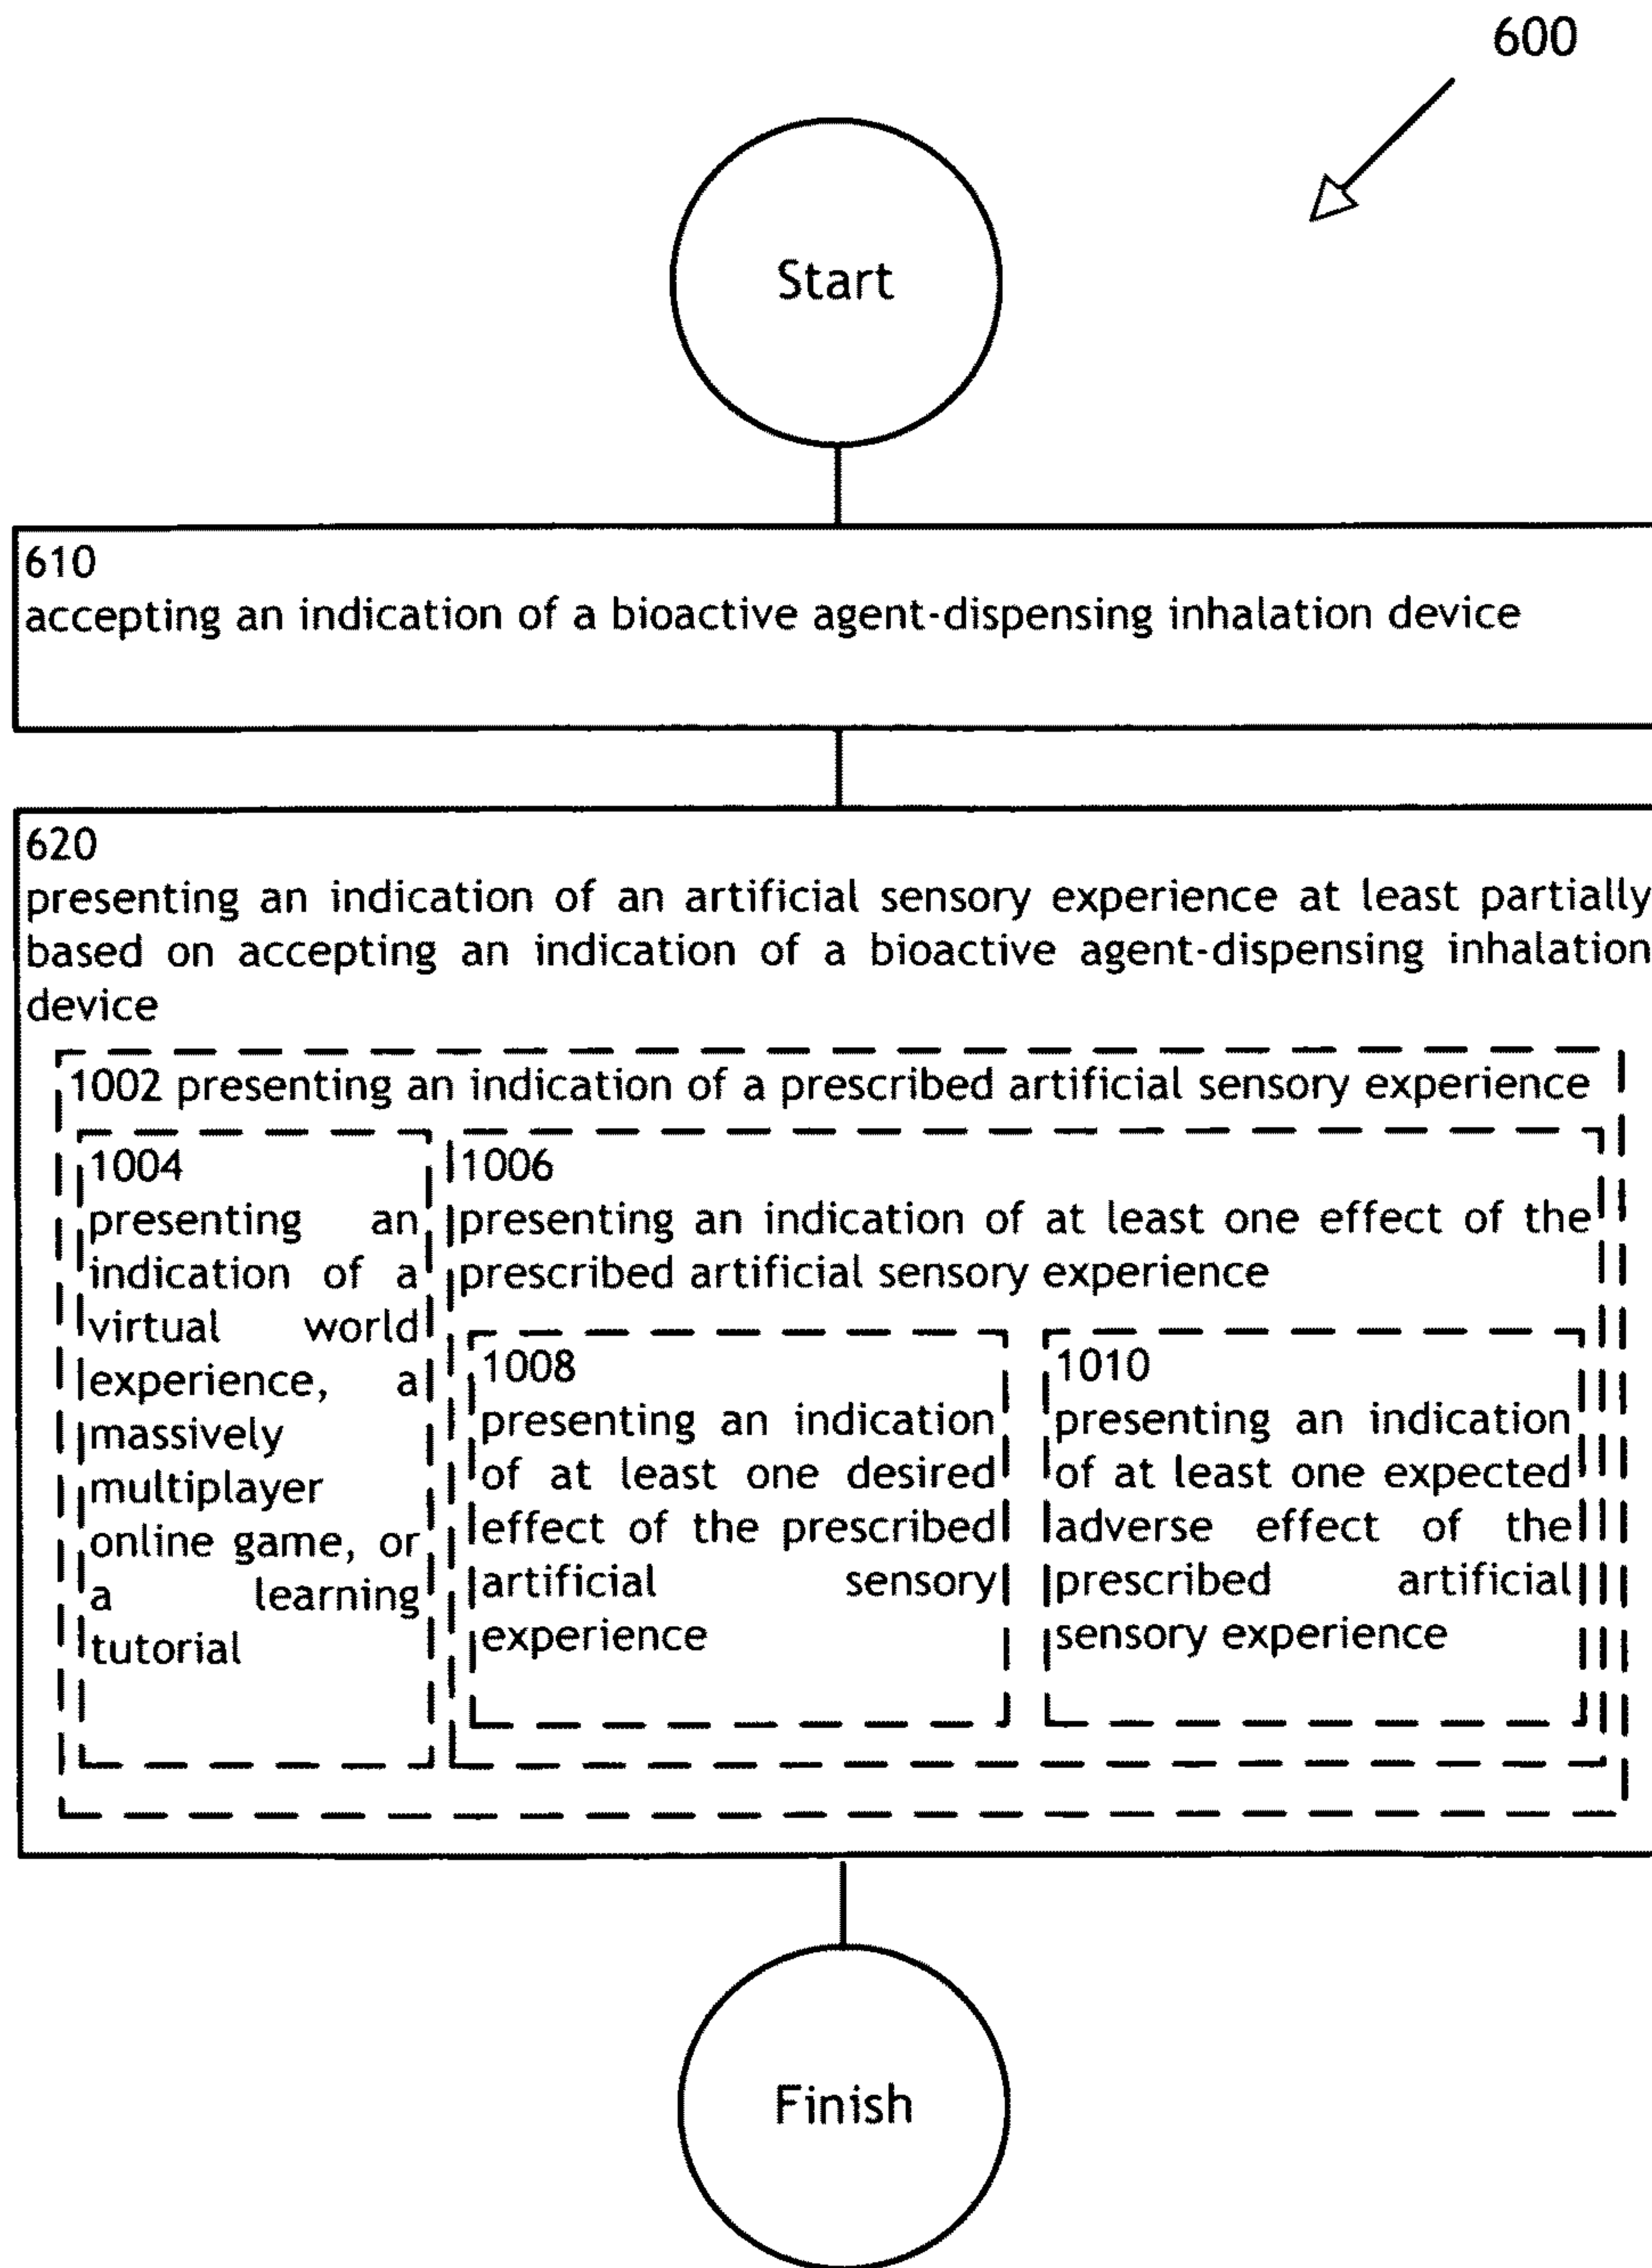 600
Start
610
accepting an indication of a bioactive agent-dispensing inhalation device
620
presenting an indication of an artificial sensory experience at least partially
based on accepting an indication of a bioactive agent-dispensing inhalation
device
1002 presenting an indication of a prescribed artificial sensory experience
1004
presenting an
indication of a
virtual world
experience, a
massively
multiplayer
online game, or
a learning
tutorial
1006
presenting an indication of at least one effect of the
prescribed artificial sensory experience
1008
presenting an indication
of at least one desired
effect of the prescribed
artificial sensory
experience
1010
presenting an indication
of at least one expected
adverse effect of the
prescribed artificial
sensory experience
Finish